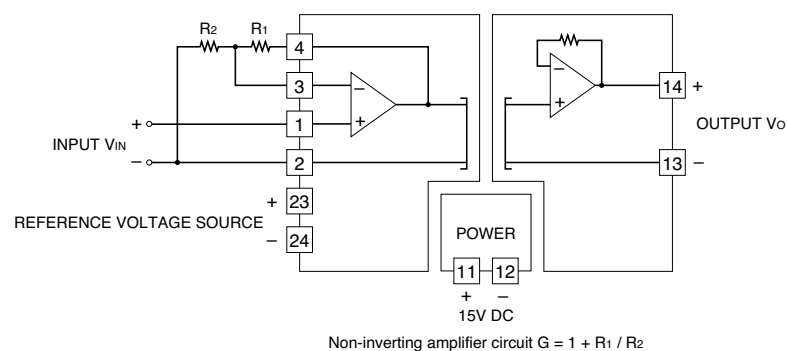 R2 R1
4
3
1
2
23
24
+
INPUT VIN
–
–
+
+
REFERENCE VOLTAGE SOURCE
–
–
+
14 +
OUTPUT VO
13 –
POWER
11 12
+ –
15V DC
Non-inverting amplifier circuit G = 1 + R1 / R2